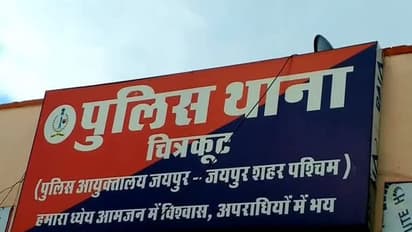 पुलिस थाना
चित्रकूट
(पुलिस आयुक्तालय जयपुर -- जयपुर शहर पश्चिम)
हमारा ध्येय आमजन में विश्वास, अपराधियों में भय